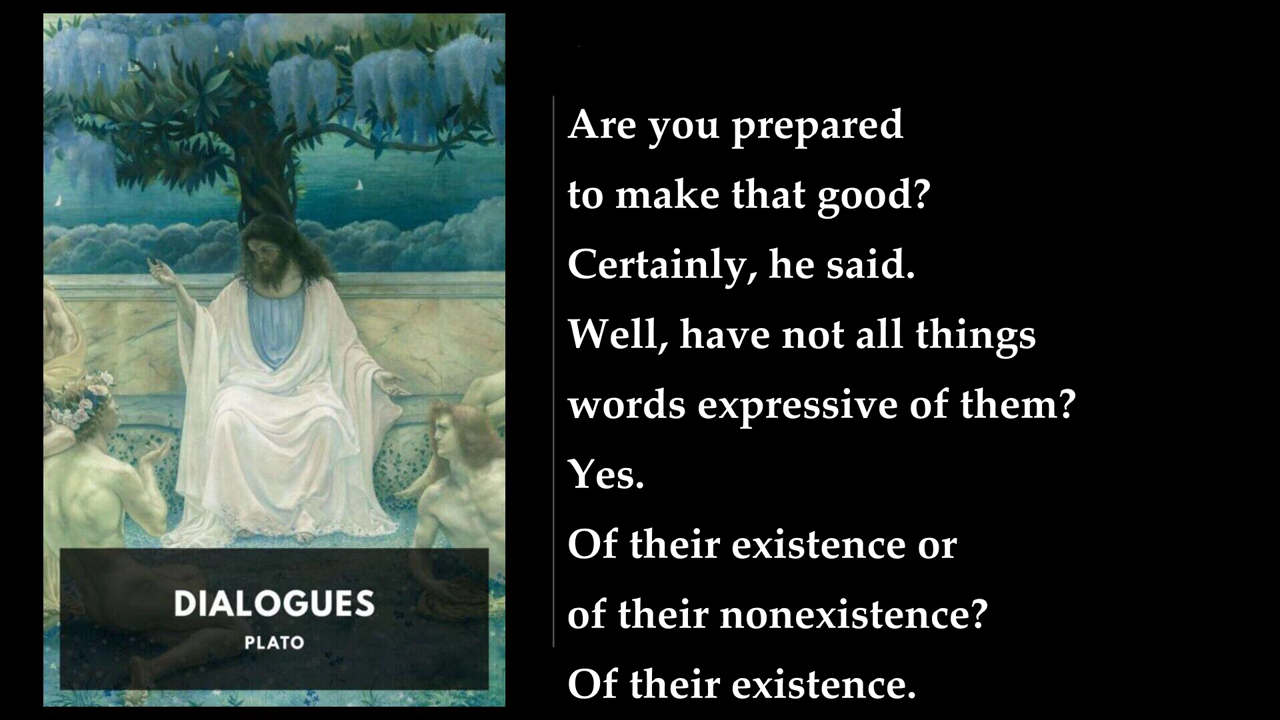 DIALOGUES
PLATO
Are you prepared
to make that good?
Certainly, he said.
Well, have not all things
words expressive of them?
Yes.
Of their existence or
of their nonexistence?
Of their existence.